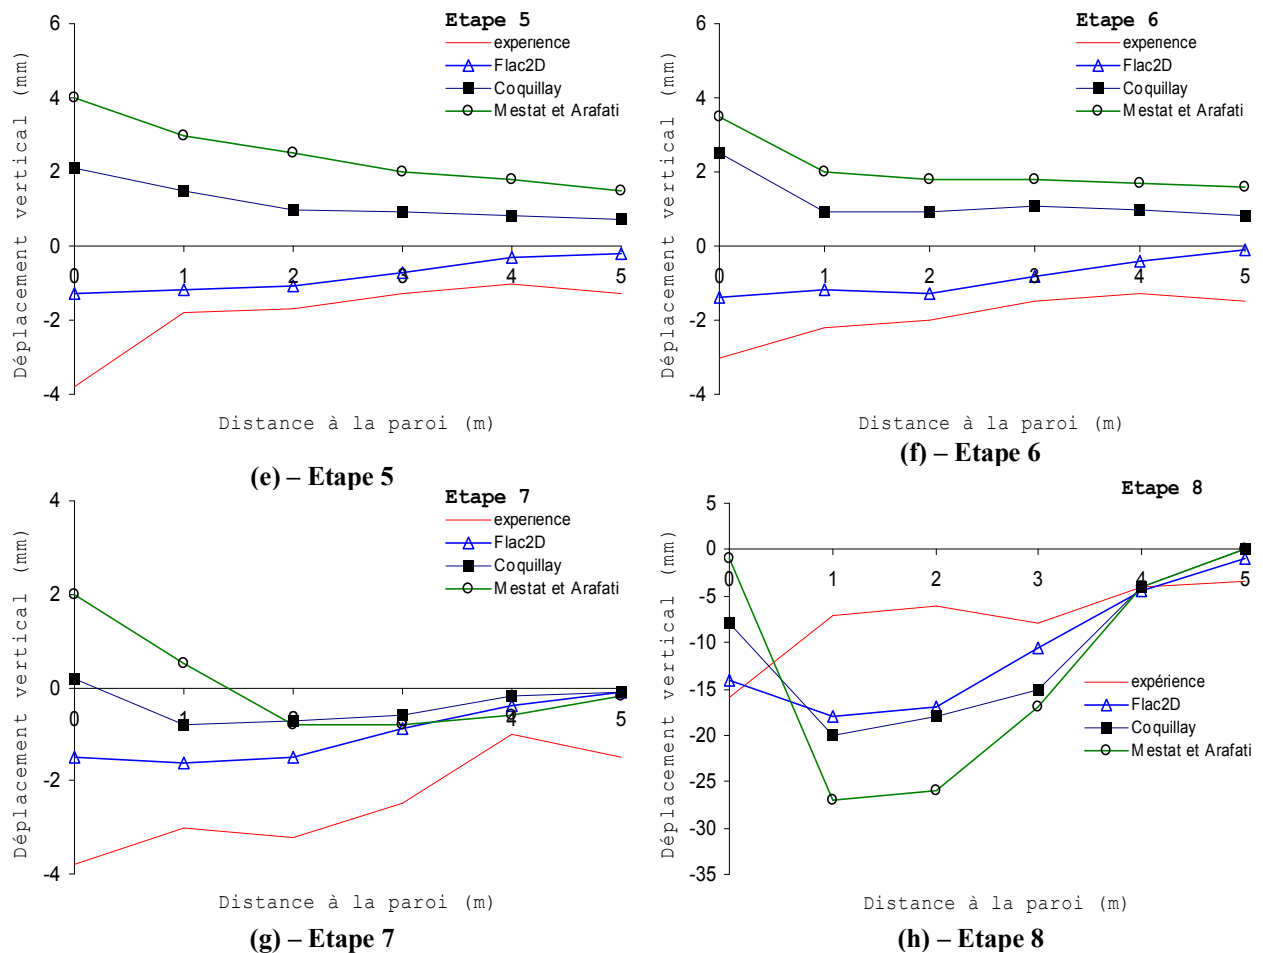 Etape 5
expérience
Flac2D
Coquillay
Mestat et Arafati
Déplacement vertical (mm)
6
4
2
0
-2
-4
0 1 2 3 4 5
Distance à la paroi (m)
(e) – Etape 5
Etape 6
expérience
Flac2D
Coquillay
Mestat et Arafati
Déplacement vertical (mm)
6
4
2
0
-2
-4
0 1 2 3 4 5
Distance à la paroi (m)
(f) – Etape 6
Etape 7
expérience
Flac2D
Coquillay
Mestat et Arafati
Déplacement vertical (mm)
4
2
0
-2
-4
0 1 2 3 4 5
Distance à la paroi (m)
(g) – Etape 7
Etape 8
expérience
Flac2D
Coquillay
Mestat et Arafati
Déplacement vertical (mm)
5
0
-5
-10
-15
-20
-25
-30
-35
0 1 2 3 4 5
Distance à la paroi (m)
(h) – Etape 8